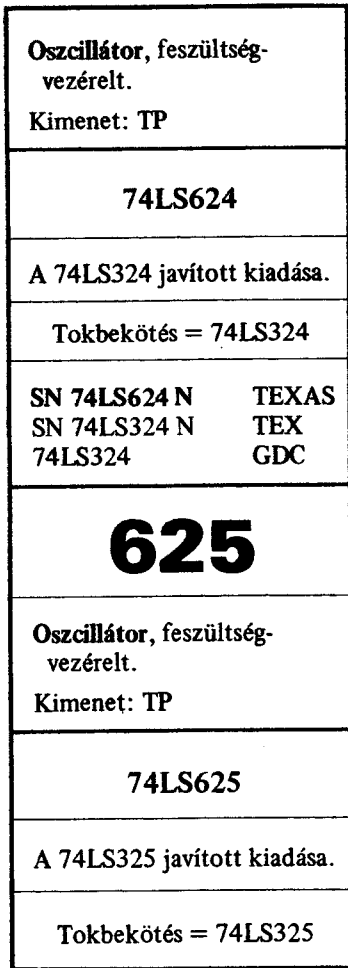 Oszcillátor, feszültség-
vezérelt.
Kimenet: TP
74LS624
A 74LS324 javított kiadása.
Tokbekötés = 74LS324
SN 74LS624 N TEXAS
SN 74LS324 N TEX
74LS324 GDC
625
Oszcillátor, feszültség-
vezérelt.
Kimenet: TP
74LS625
A 74LS325 javított kiadása.
Tokbekötés = 74LS325